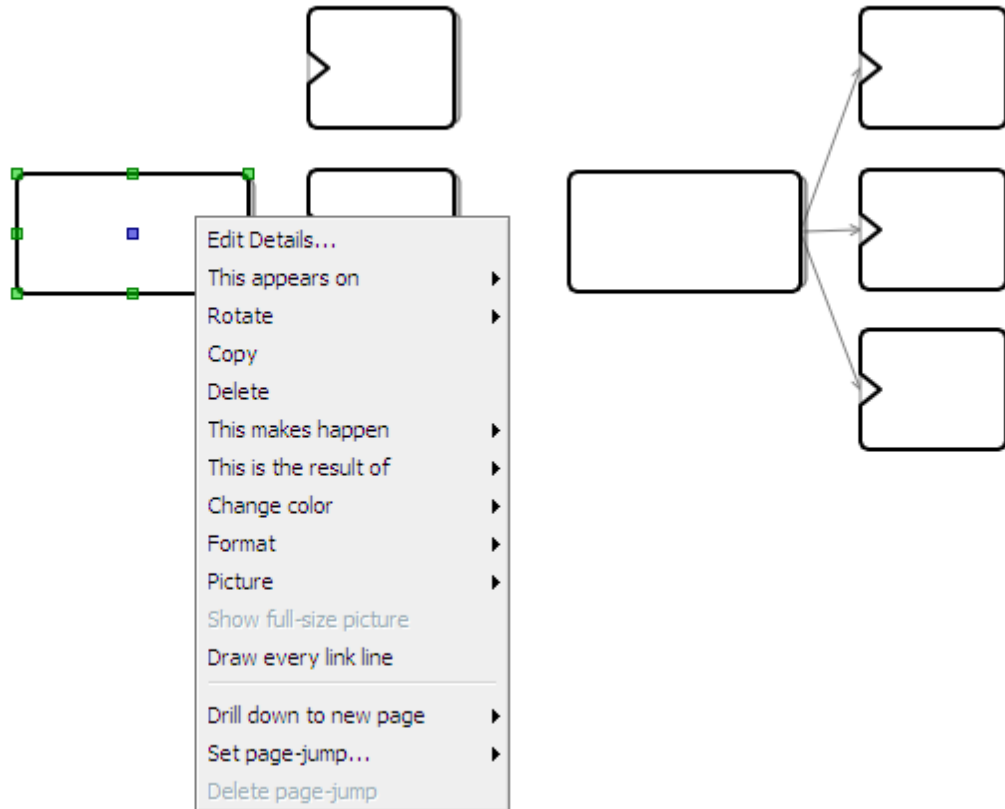 Edit Details...
This appears on
Rotate
Copy
Delete
This makes happen
This is the result of
Change color
Format
Picture
Show full-size picture
Draw every link line
Drill down to new page
Set page-jump...
Delete page-jump